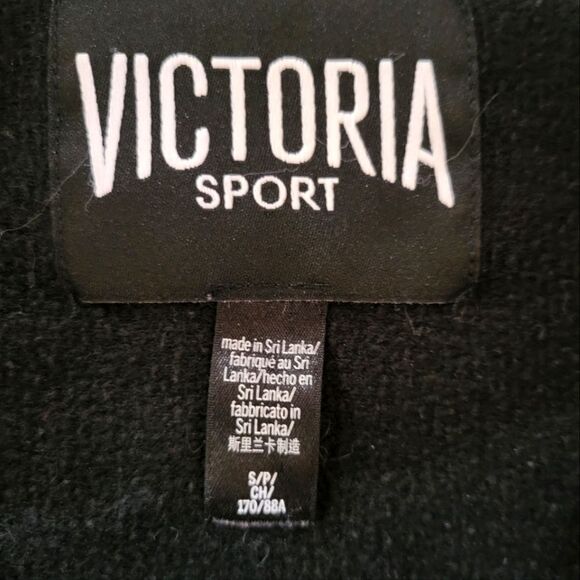 VICTORIA
SPORT
made in Sri Lanka/
fabriqué au Sri
Lanka/hecho en
Sri Lanka/
fabbricato in
Sri Lanka/
斯里兰卡制造
S/P/
CH/
170/88A